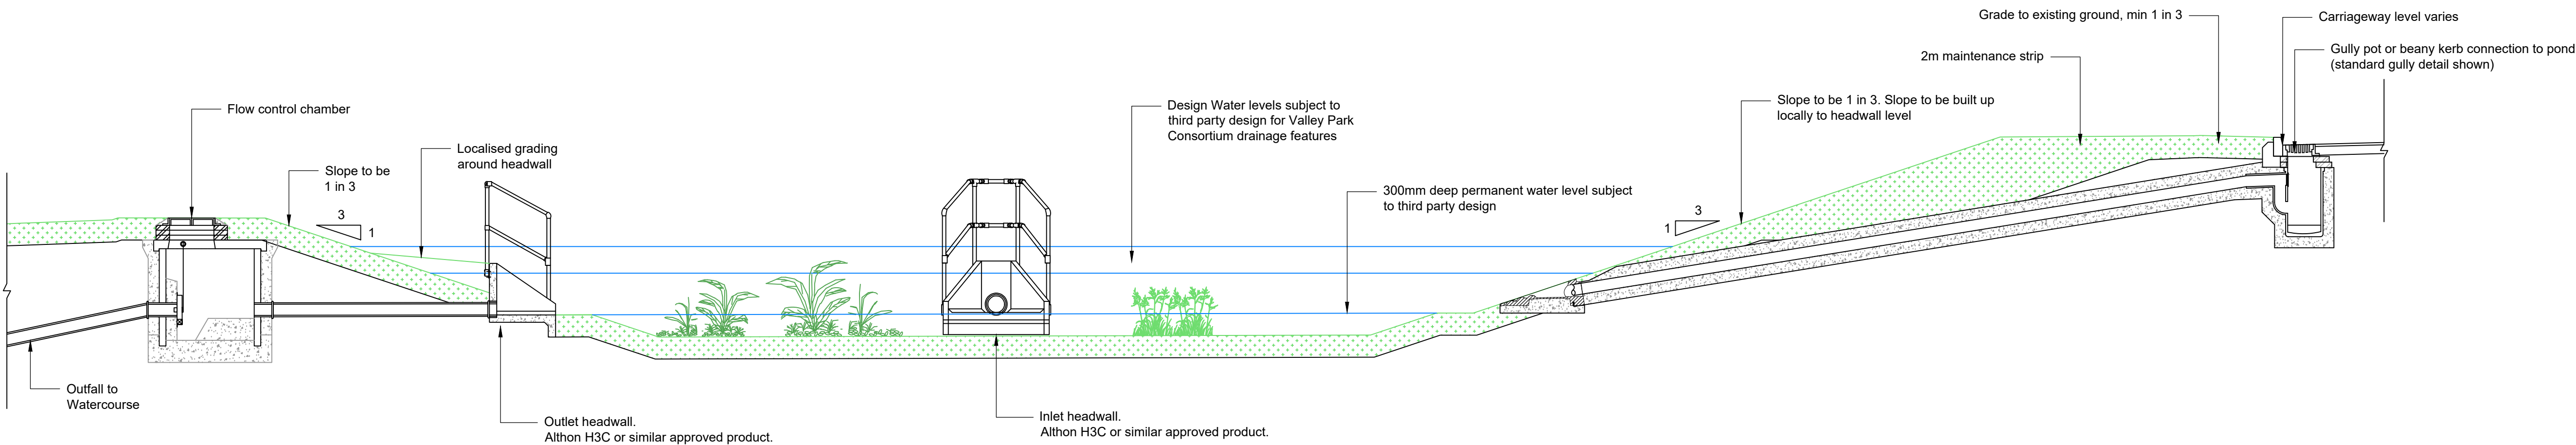 Grade to existing ground, min 1 in 3
Carriageway level varies
Gully pot or beany kerb connection to pond
(standard gully detail shown)
2m maintenance strip
Flow control chamber
Design Water levels subject to
third party design for Valley Park
Consortium drainage features
Slope to be 1 in 3. Slope to be built up
locally to headwall level
Localised grading
around headwall
Slope to be
1 in 3
300mm deep permanent water level subject
to third party design
3
1
3
1
Outfall to
Watercourse
Outlet headwall.
Althon H3C or similar approved product.
Inlet headwall.
Althon H3C or similar approved product.